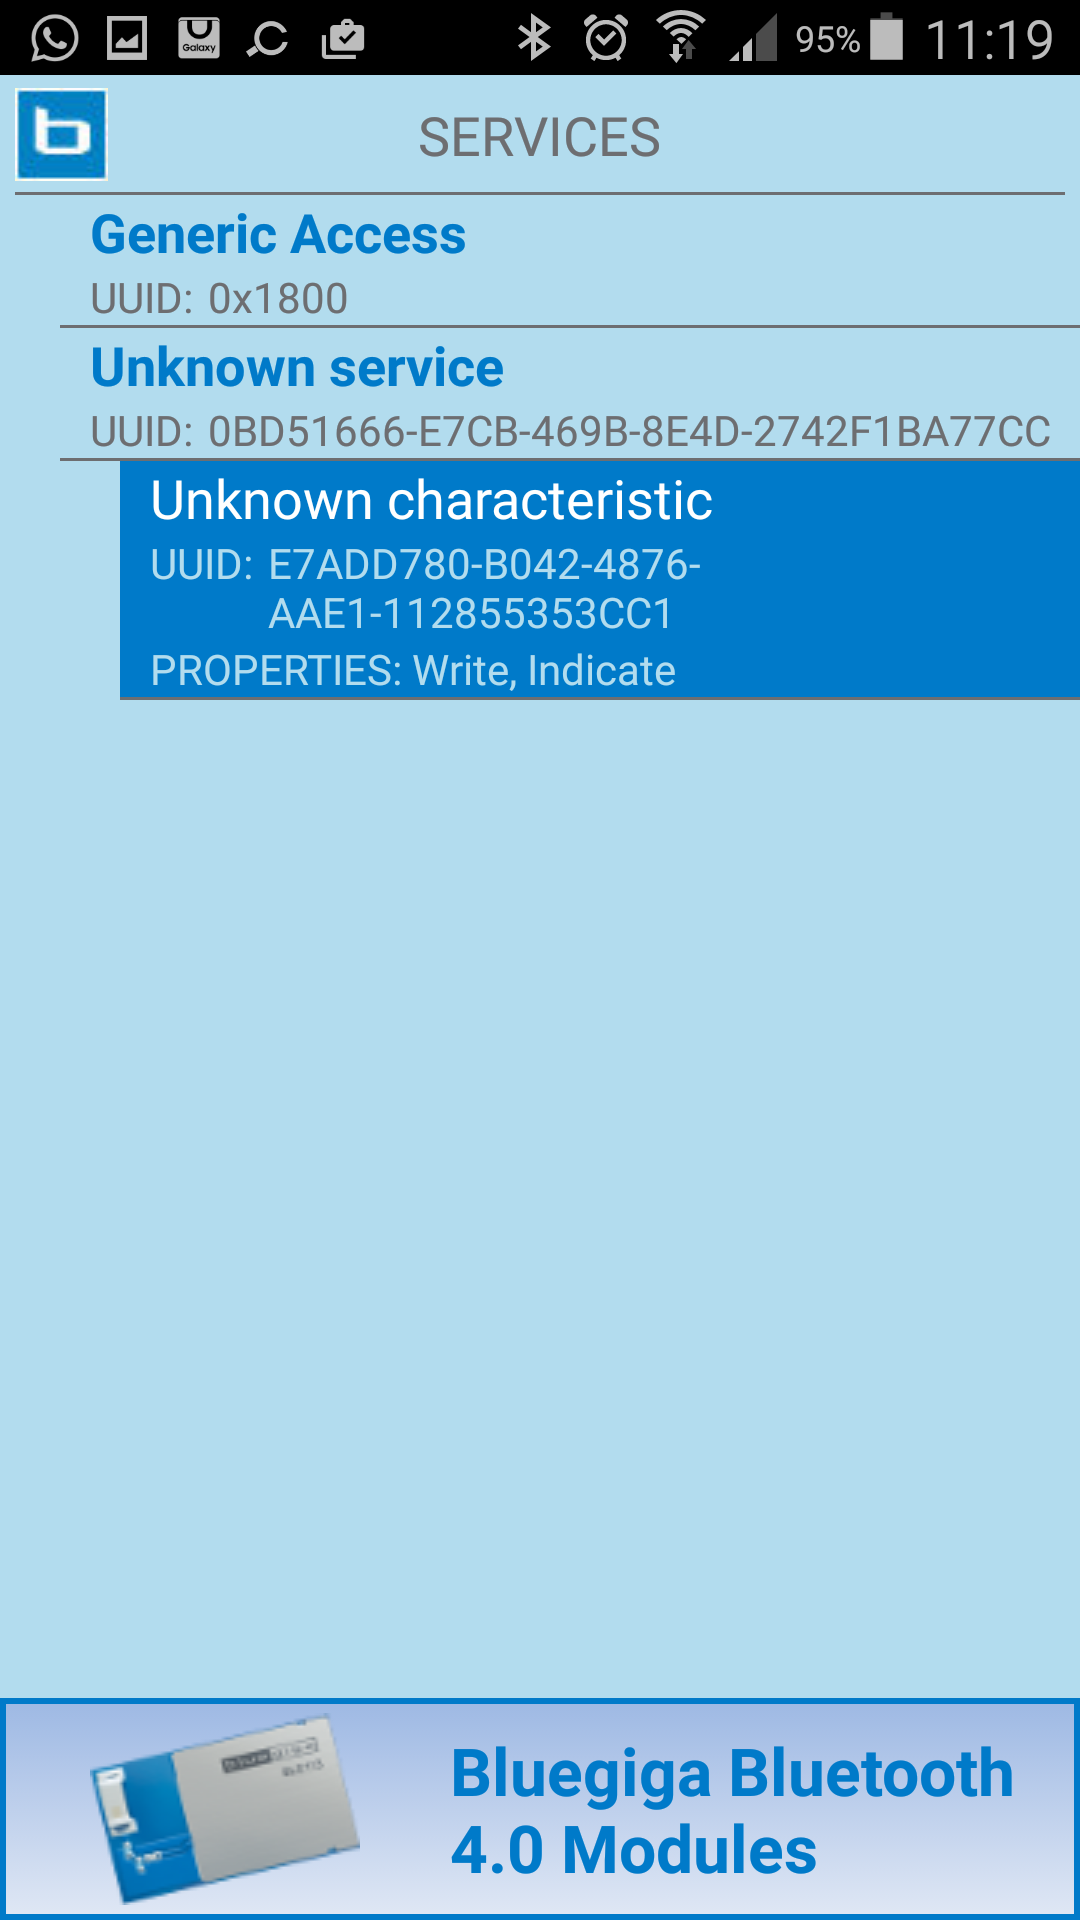 Galaxy
95% 11:19
b
SERVICES
Generic Access
UUID: 0x1800
Unknown service
UUID: 0BD51666-E7CB-469B-8E4D-2742F1BA77CC
Unknown characteristic
UUID: E7ADD780-B042-4876-
AAE1-112855353CC1
PROPERTIES: Write, Indicate
Bluegiga Bluetooth
4.0 Modules